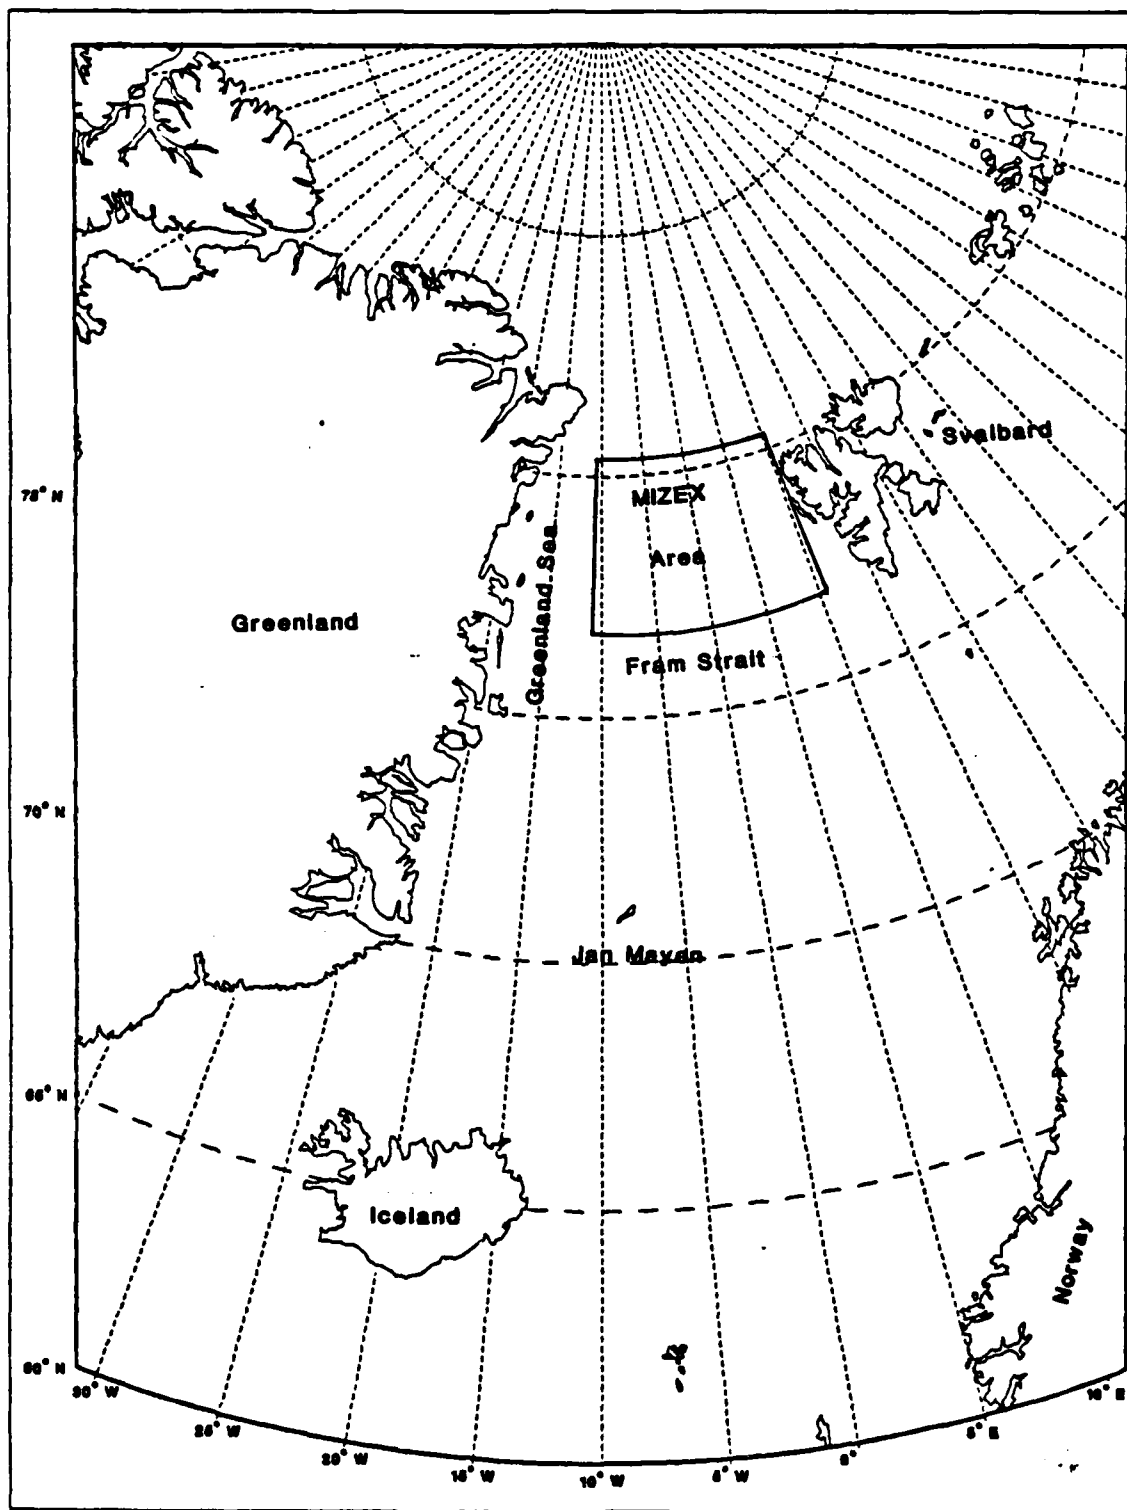 Svalbard
75° N
MIZEX
Area
Greenland Sea
Greenland
Fram Strait
70° N
Jan Mayen
65° N
Iceland
Norway
60° N
30° W
25° W
20° W
15° W
10° W
5° W
0°
5° E
10° E